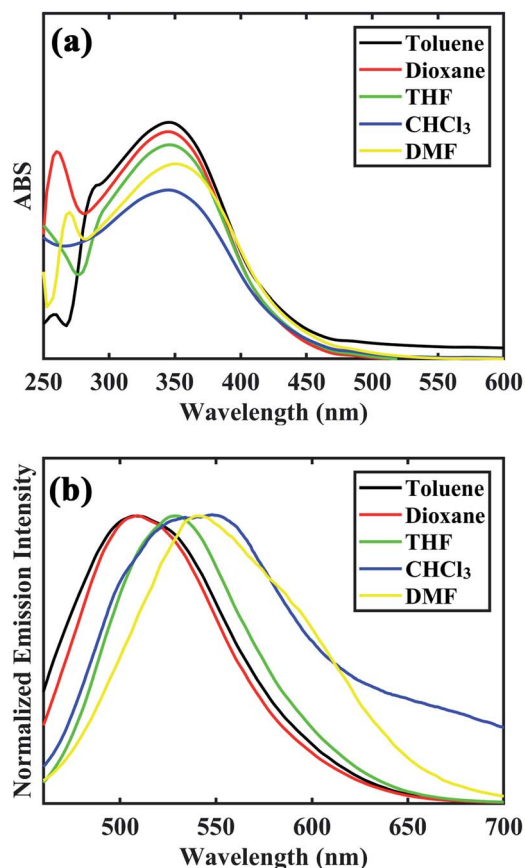 (a)
Toluene
Dioxane
THF
CHCl₃
DMF
ABS
250 300 350 400 450 500 550 600
Wavelength (nm)
(b)
Toluene
Dioxane
THF
CHCl₃
DMF
Normalized Emission Intensity
500 550 600 650 700
Wavelength (nm)